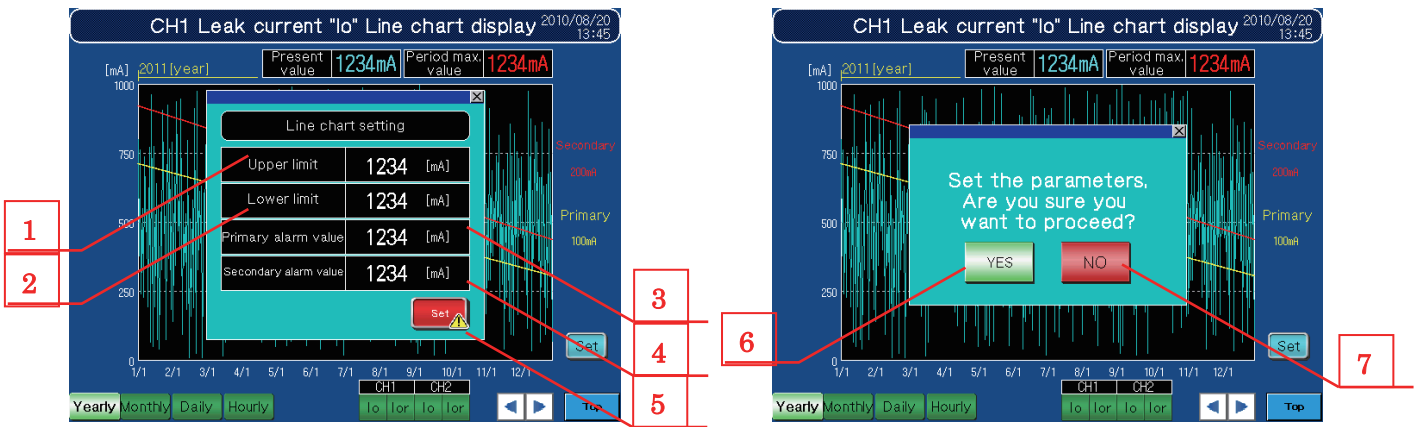 CH1 Leak current "Io" Line chart display 2010/08/20 13:45
[mA] 2011[year] Present value 1234mA Period max. value 1234mA
1000
Line chart setting
750
Upper limit 1234 [mA]
Lower limit 1234 [mA]
Primary alarm value 1234 [mA]
Secondary alarm value 1234 [mA]
Set
Secondary
200mA
Primary
100mA
500
250
0
Set
1/1 2/1 3/1 4/1 5/1 6/1 7/1 8/1 9/1 10/1 11/1 12/1
CH1 CH2
Yearly Monthly Daily Hourly Io Ior Io Ior Top
1
2
3
4
5
CH1 Leak current "Io" Line chart display 2010/08/20 13:45
[mA] 2011[year] Present value 1234mA Period max. value 1234mA
1000
750
Set the parameters.
Are you sure you
want to proceed?
YES NO
Secondary
200mA
Primary
100mA
500
250
0
Set
1/1 2/1 3/1 4/1 5/1 6/1 7/1 8/1 9/1 10/1 11/1 12/1
CH1 CH2
Yearly Monthly Daily Hourly Io Ior Io Ior Top
6
7